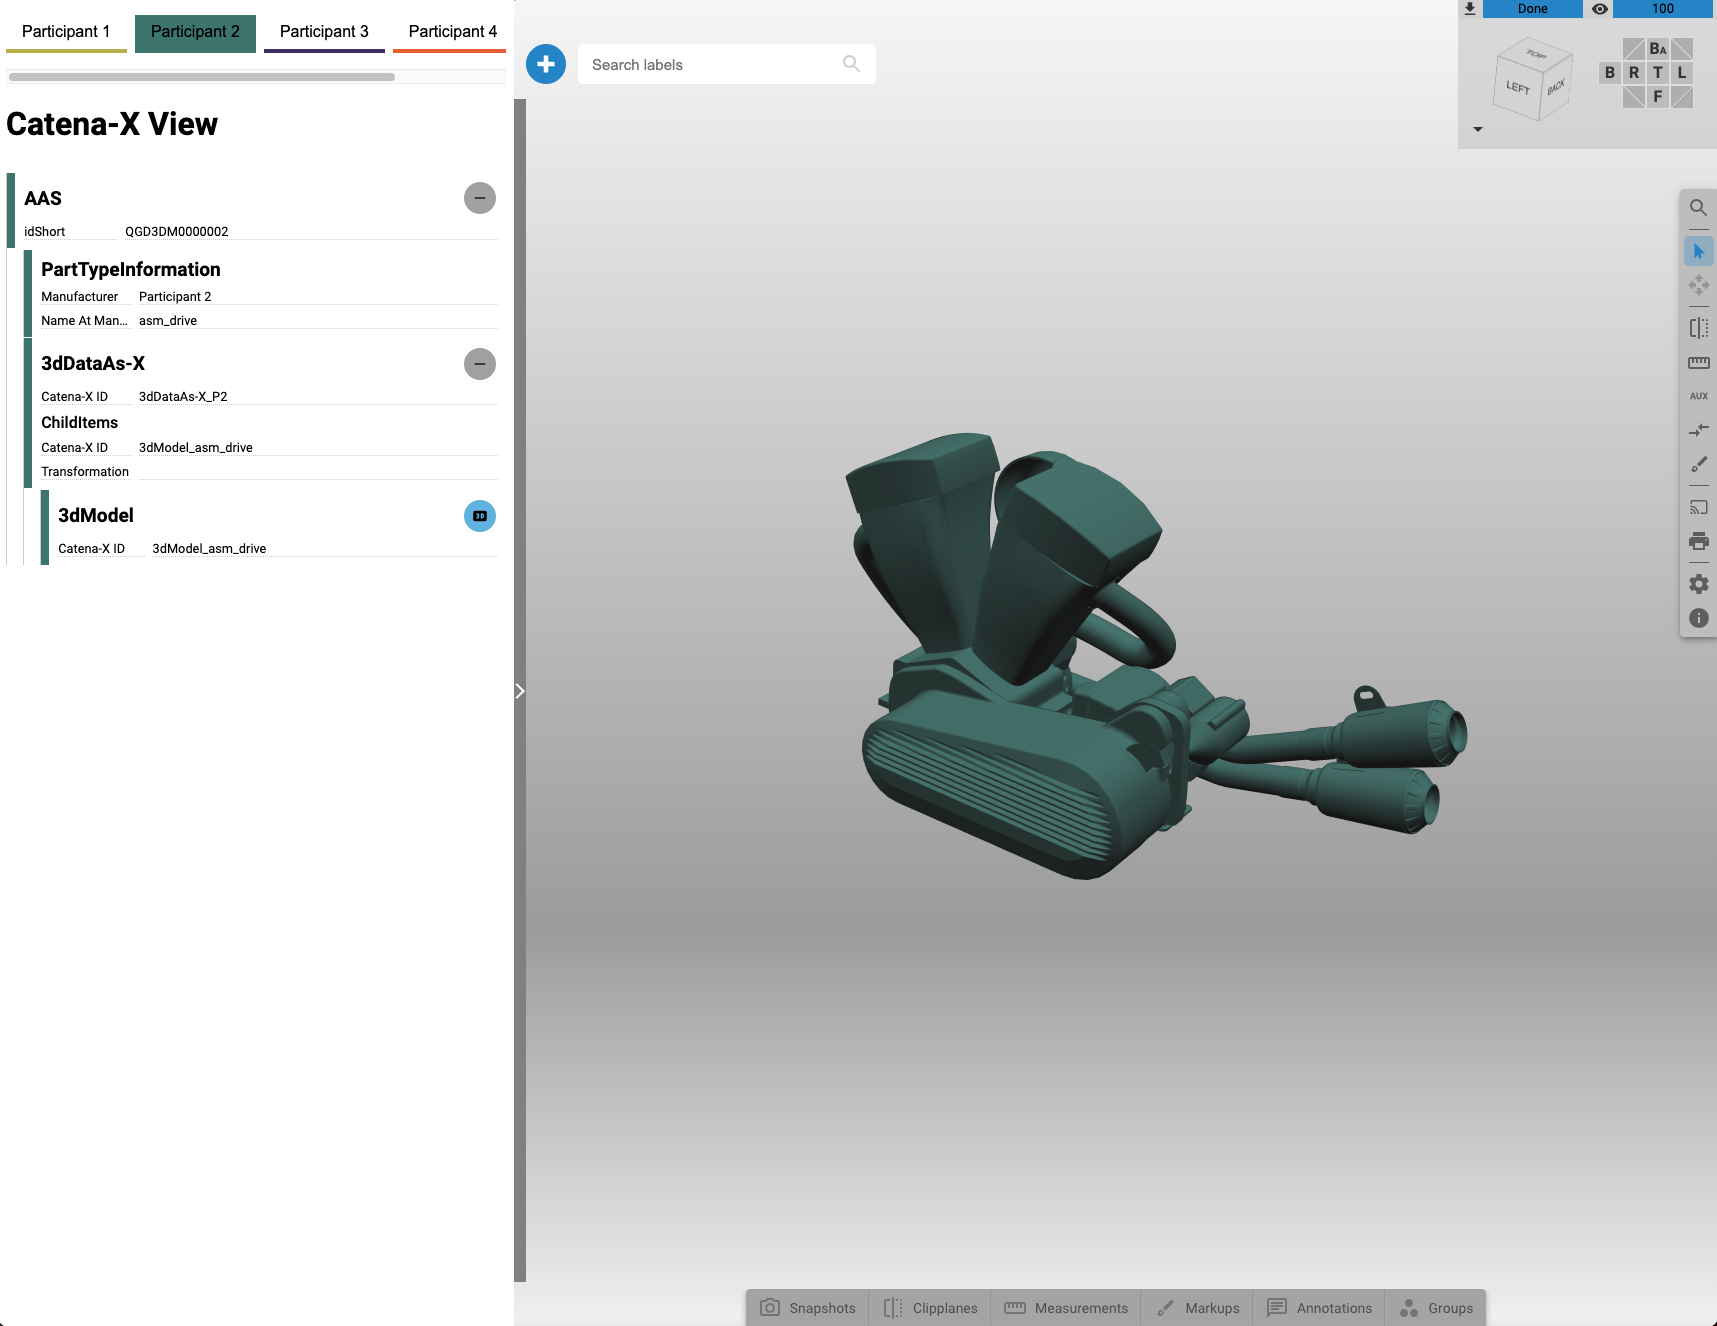 Participant 1
Participant 2
Participant 3
Participant 4
Catena-X View
AAS
idShort QGD3DM0000002
PartTypeInformation
Manufacturer Participant 2
Name At Man... asm_drive
3dDataAs-X
Catena-X ID 3dDataAs-X_P2
ChildItems
Catena-X ID 3dModel_asm_drive
Transformation
3dModel
3D
Catena-X ID 3dModel_asm_drive
Search labels
Done
100
TOP
LEFT
BACK
BA
B R T L
F
AUX
Snapshots
Clipplanes
Measurements
Markups
Annotations
Groups